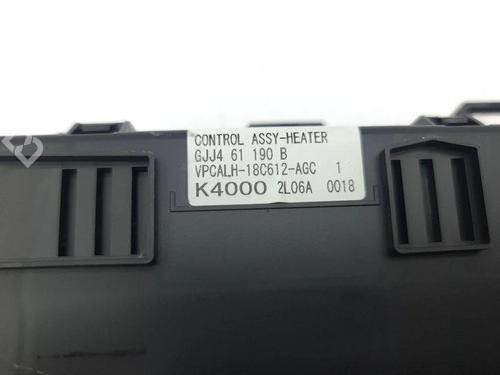 CONTROL ASSY-HEATER
GJJ4 61 190 B
VPCALH-18C612-AGC 1
K4000 2L06A 0018